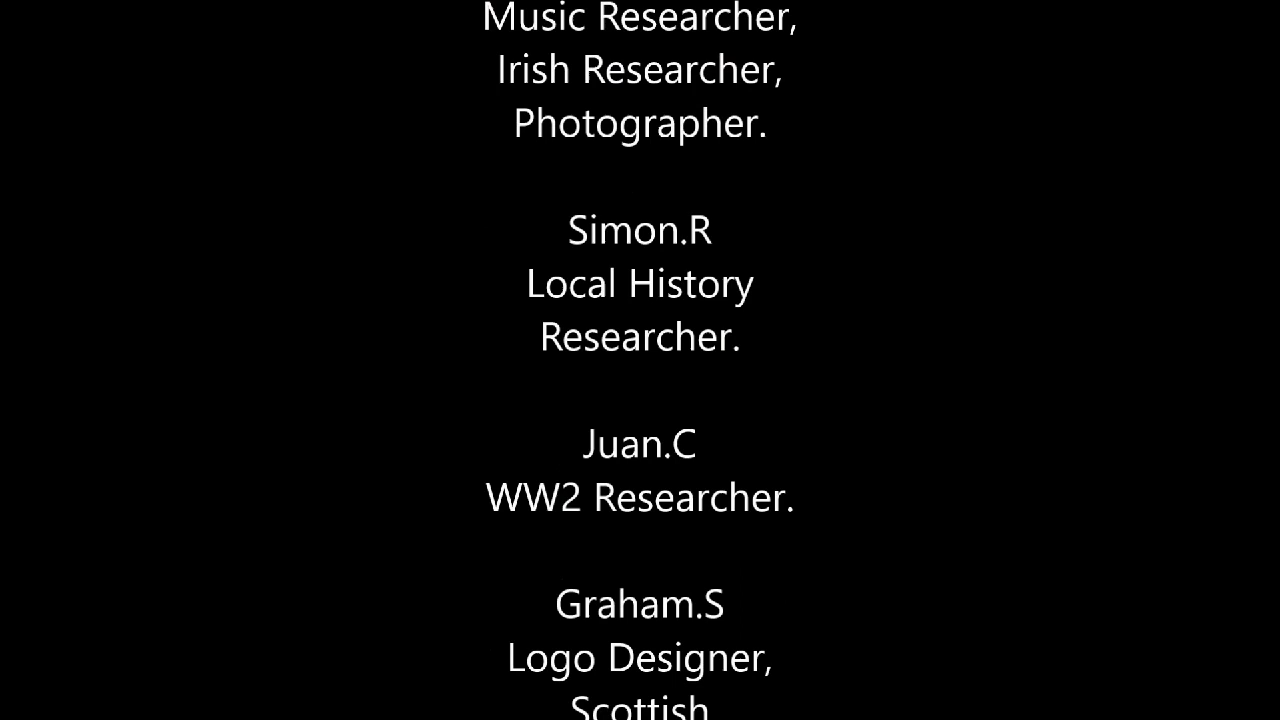 Music Researcher,
Irish Researcher,
Photographer.
Simon.R
Local History
Researcher.
Juan.C
WW2 Researcher.
Graham.S
Logo Designer,
Scottish